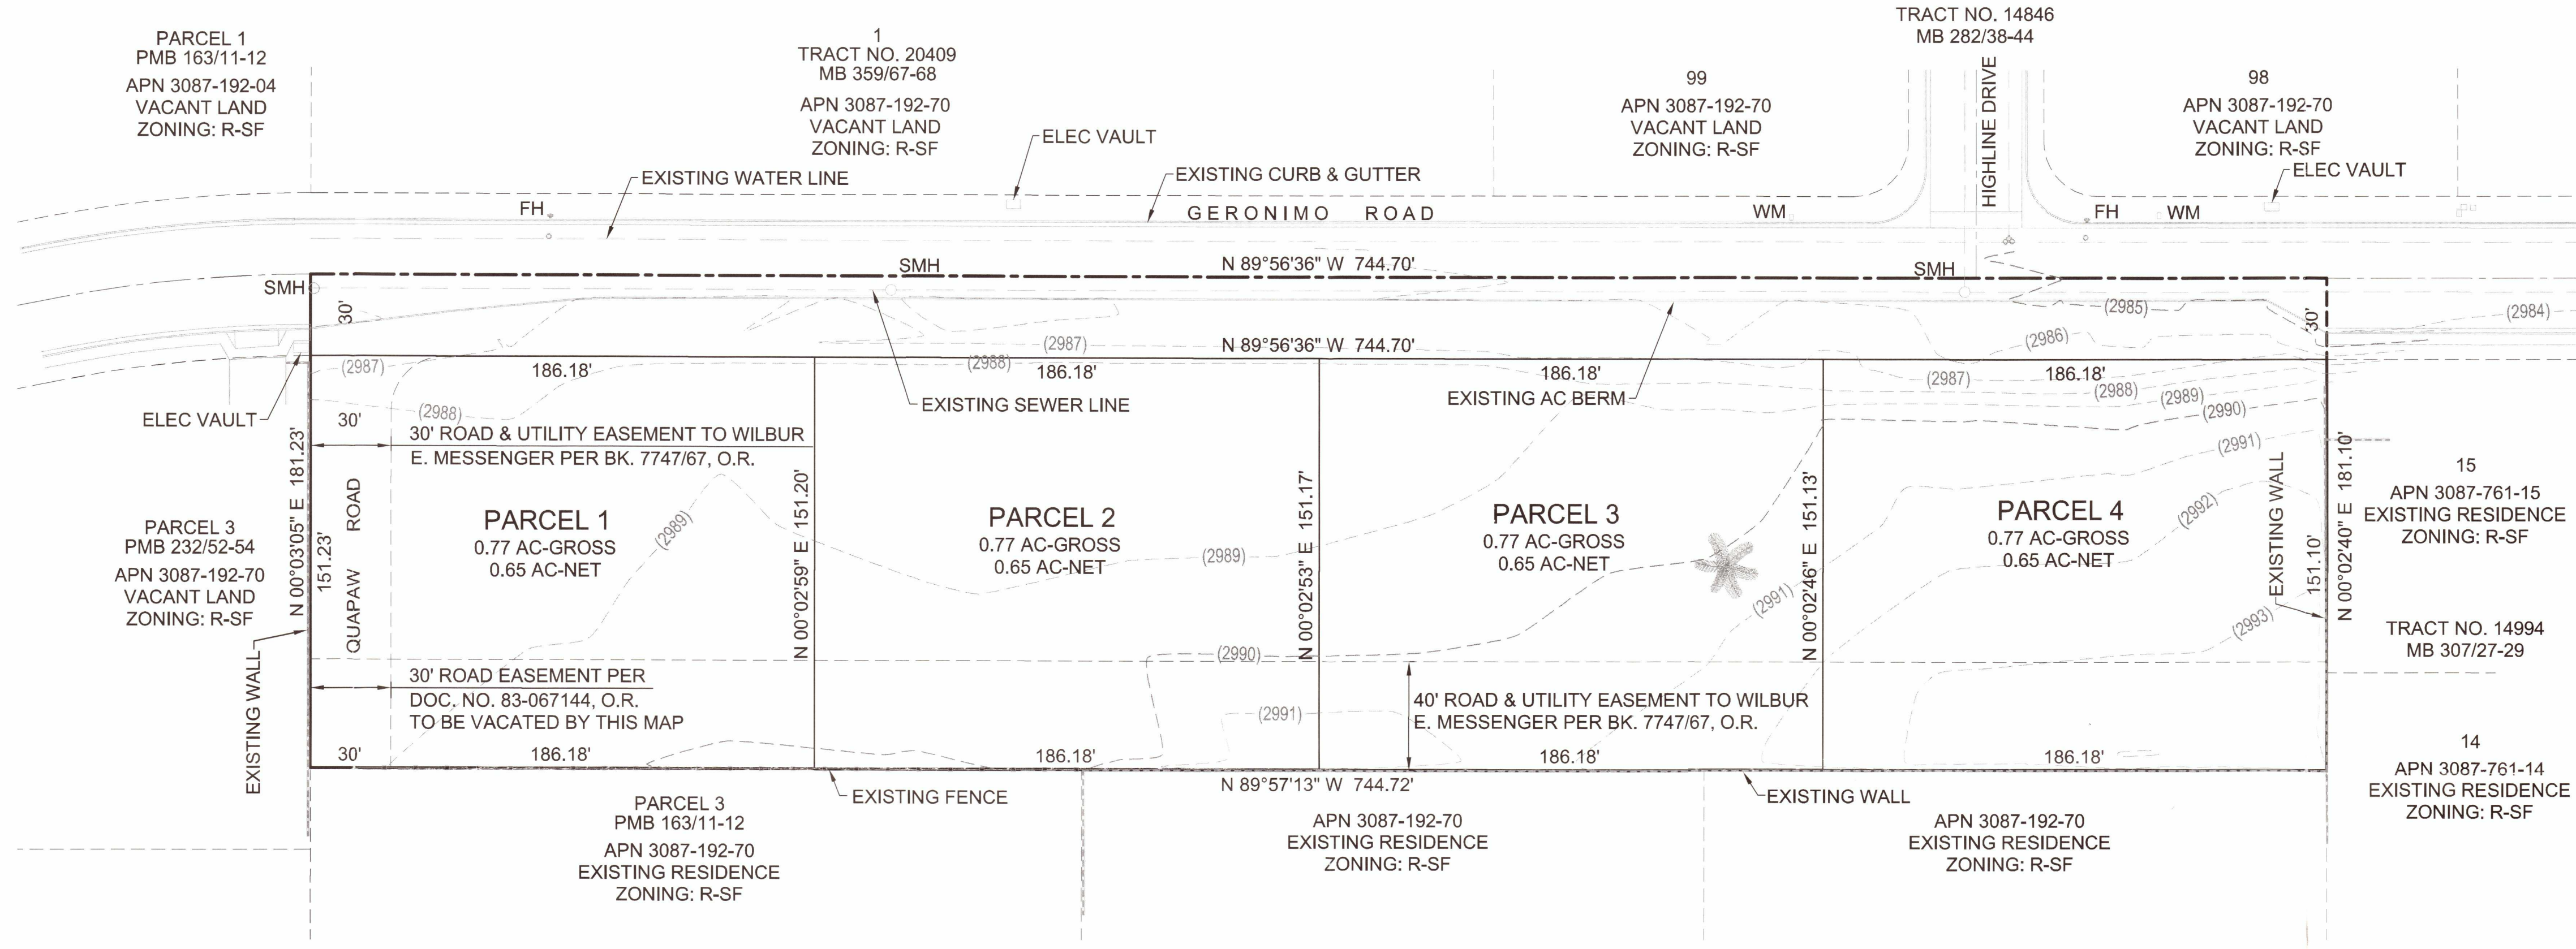 PARCEL 1
PMB 163/11-12
APN 3087-192-04
VACANT LAND
ZONING: R-SF
1
TRACT NO. 20409
MB 359/67-68
APN 3087-192-70
VACANT LAND
ZONING: R-SF
TRACT NO. 14846
MB 282/38-44
99
APN 3087-192-70
VACANT LAND
ZONING: R-SF
HIGHLINE DRIVE
98
APN 3087-192-70
VACANT LAND
ZONING: R-SF
ELEC VAULT
ELEC VAULT
EXISTING WATER LINE
EXISTING CURB & GUTTER
FH
GERONIMO ROAD
WM
FH
WM
SMH
SMH
N 89°56'36" W 744.70'
SMH
30'
(2985)
30'
(2984)
(2987)
N 89°56'36" W 744.70'
(2986)
(2987)
186.18'
(2988)
186.18'
186.18'
(2987)
186.18'
ELEC VAULT
(2988)
EXISTING SEWER LINE
EXISTING AC BERM
(2988)
(2989)
(2990)
(2991)
30'
30' ROAD & UTILITY EASEMENT TO WILBUR
E. MESSENGER PER BK. 7747/67, O.R.
N 00°03'05" E 181.23'
151.23'
QUAPAW ROAD
PARCEL 1
0.77 AC-GROSS
0.65 AC-NET
(2989)
N 00°02'59" E 151.20'
PARCEL 2
0.77 AC-GROSS
0.65 AC-NET
(2989)
N 00°02'53" E 151.17'
PARCEL 3
0.77 AC-GROSS
0.65 AC-NET
(2991)
N 00°02'46" E 151.13'
PARCEL 4
0.77 AC-GROSS
0.65 AC-NET
(2992)
(2993)
EXISTING WALL
151.10'
N 00°02'40" E 181.10'
15
APN 3087-761-15
EXISTING RESIDENCE
ZONING: R-SF
TRACT NO. 14994
MB 307/27-29
PARCEL 3
PMB 232/52-54
APN 3087-192-70
VACANT LAND
ZONING: R-SF
EXISTING WALL
30' ROAD EASEMENT PER
DOC. NO. 83-067144, O.R.
TO BE VACATED BY THIS MAP
(2990)
(2991)
40' ROAD & UTILITY EASEMENT TO WILBUR
E. MESSENGER PER BK. 7747/67, O.R.
30'
186.18'
186.18'
186.18'
186.18'
14
APN 3087-761-14
EXISTING RESIDENCE
ZONING: R-SF
PARCEL 3
PMB 163/11-12
APN 3087-192-70
EXISTING RESIDENCE
ZONING: R-SF
EXISTING FENCE
N 89°57'13" W 744.72'
APN 3087-192-70
EXISTING RESIDENCE
ZONING: R-SF
EXISTING WALL
APN 3087-192-70
EXISTING RESIDENCE
ZONING: R-SF